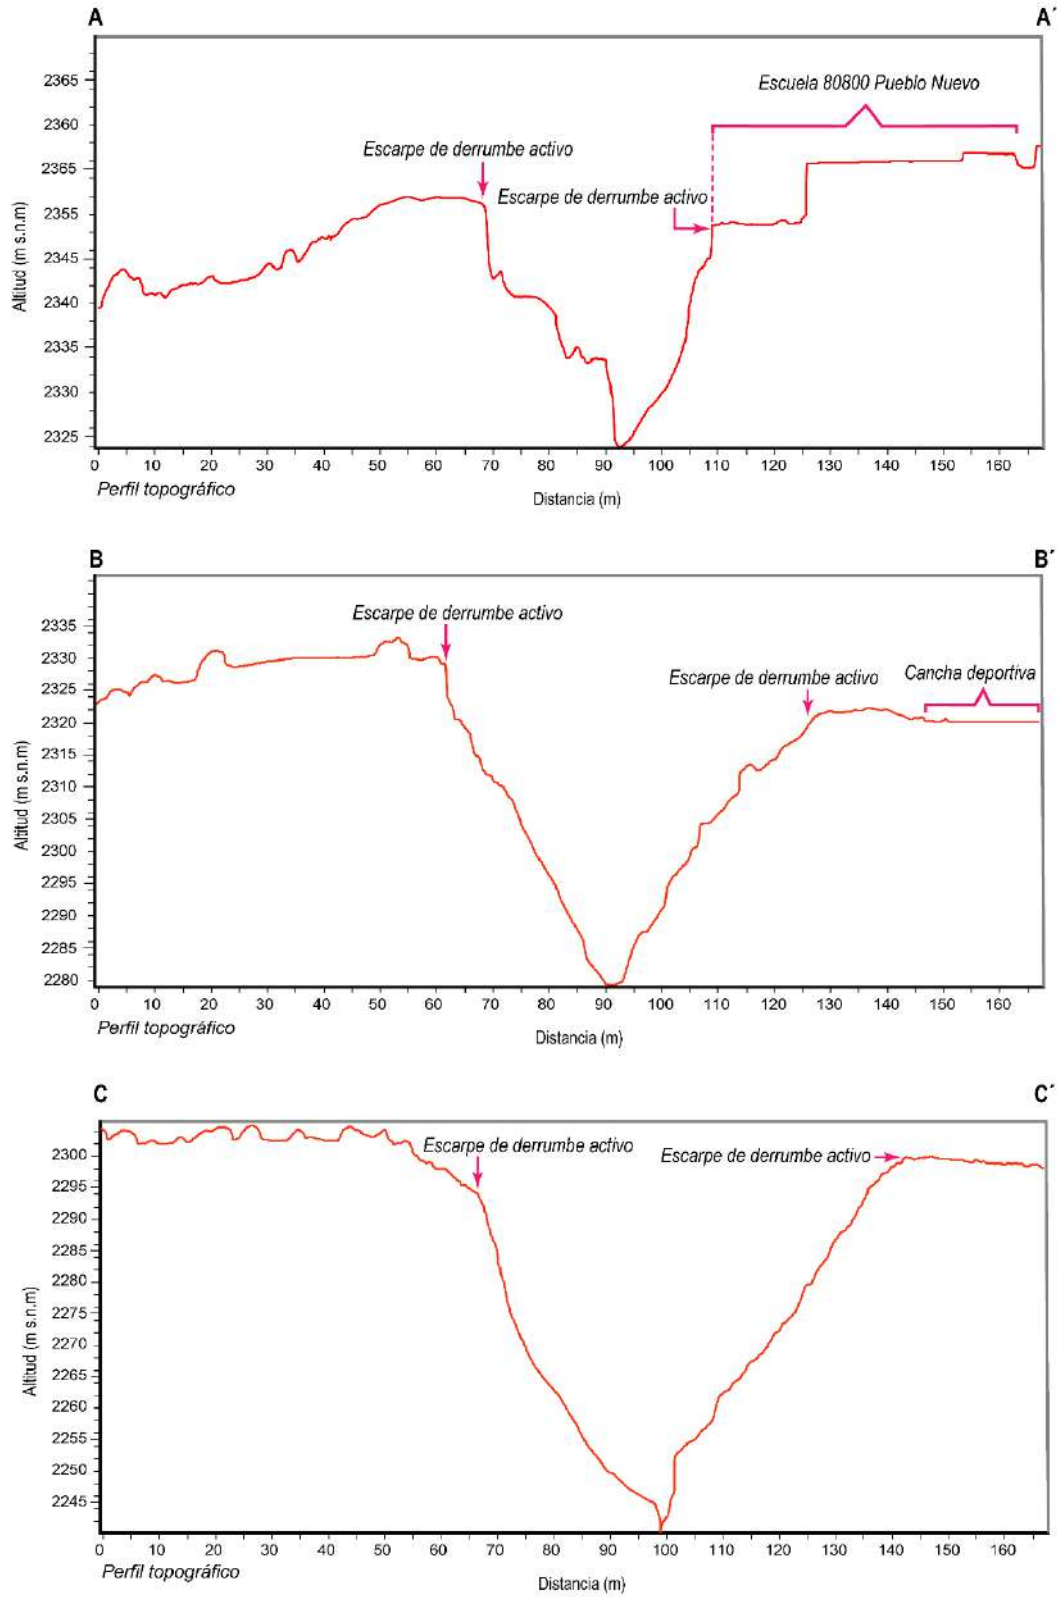 A A´
Escuela 80800 Pueblo Nuevo
Escarpe de derrumbe activo
Escarpe de derrumbe activo
Altitud (m s.n.m)
2365
2360
2365
2355
2345
2340
2335
2330
2325
0 10 20 30 40 50 60 70 80 90 100 110 120 130 140 150 160
Perfil topográfico
Distancia (m)
B B´
Escarpe de derrumbe activo
Escarpe de derrumbe activo
Cancha deportiva
Altitud (m s.n.m)
2335
2330
2325
2320
2315
2310
2305
2300
2295
2290
2285
2280
0 10 20 30 40 50 60 70 80 90 100 110 120 130 140 150 160
Perfil topográfico
Distancia (m)
C C´
Escarpe de derrumbe activo
Escarpe de derrumbe activo
Altitud (m s.n.m)
2300
2295
2290
2285
2280
2275
2270
2265
2260
2255
2250
2245
0 10 20 30 40 50 60 70 80 90 100 110 120 130 140 150 160
Perfil topográfico
Distancia (m)